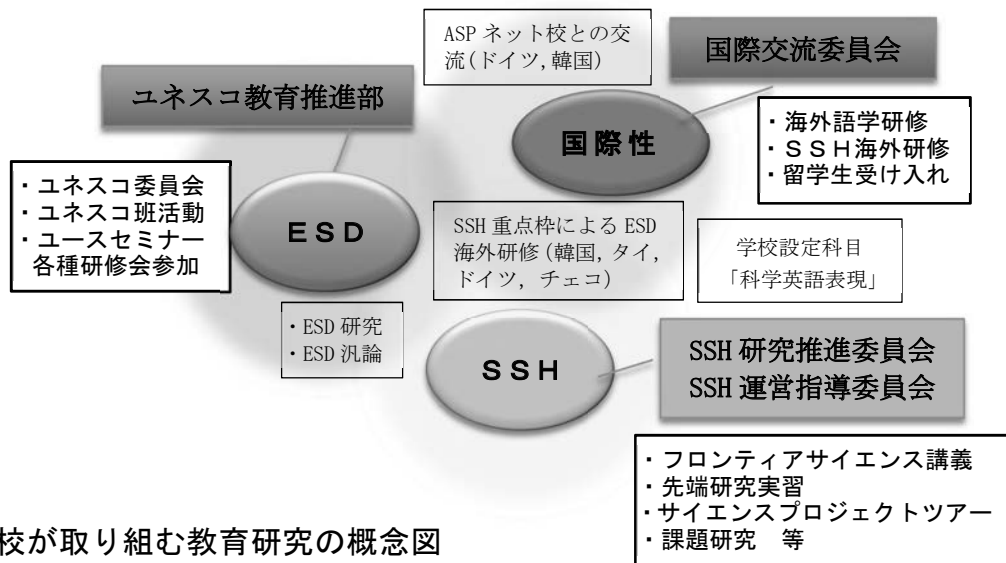 ASP ネット校との交
流(ドイツ,韓国)
国際交流委員会
ユネスコ教育推進部
国際性
・海外語学研修
・ＳＳＨ海外研修
・留学生受け入れ
・ユネスコ委員会
・ユネスコ班活動
・ユースセミナー
各種研修会参加
ＥＳＤ
SSH 重点枠による ESD
海外研修(韓国,タイ,
ドイツ, チェコ)
学校設定科目
「科学英語表現」
・ESD 研究
・ESD 汎論
ＳＳＨ
SSH 研究推進委員会
SSH 運営指導委員会
・フロンティアサイエンス講義
・先端研究実習
・サイエンスプロジェクトツアー
・課題研究　等
校が取り組む教育研究の概念図